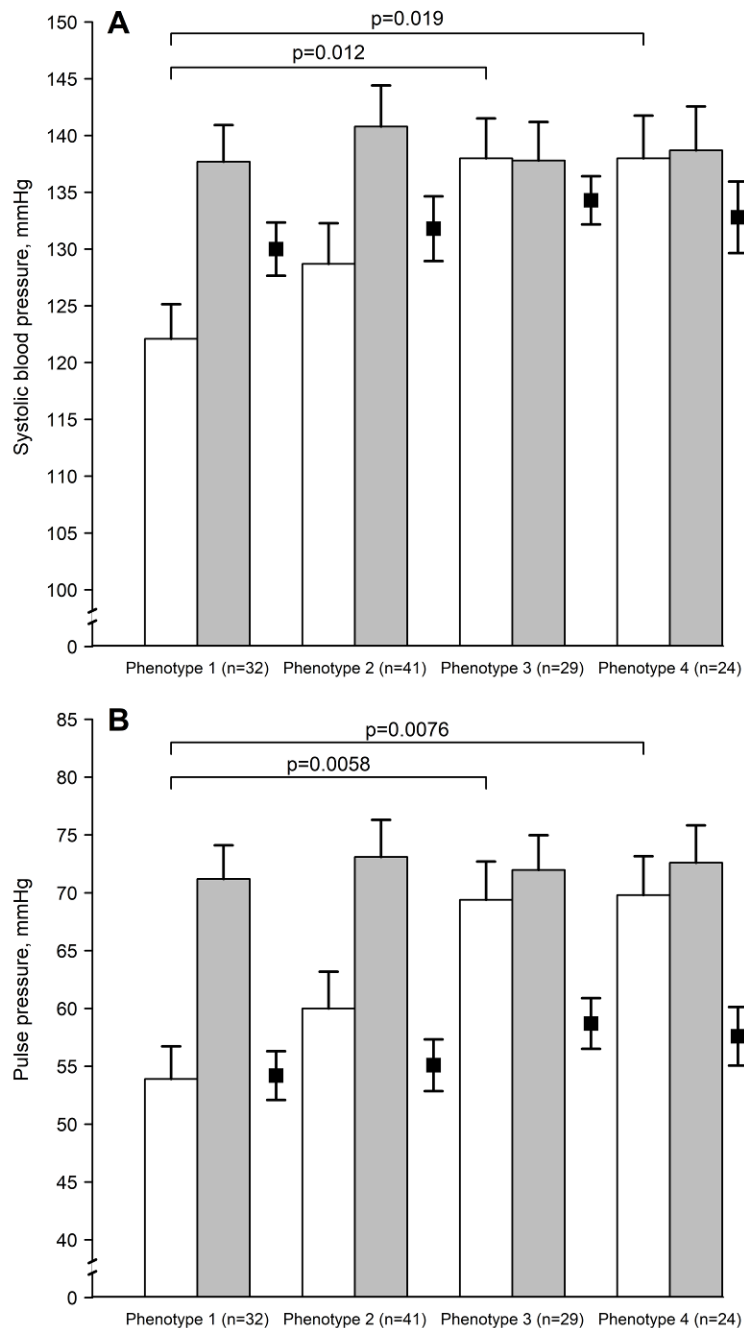 A
p=0.019
p=0.012
Systolic blood pressure, mmHg
150
145
140
135
130
125
120
115
110
105
100
0
Phenotype 1 (n=32) Phenotype 2 (n=41) Phenotype 3 (n=29) Phenotype 4 (n=24)
B
p=0.0076
p=0.0058
Pulse pressure, mmHg
85
80
75
70
65
60
55
50
45
40
0
Phenotype 1 (n=32) Phenotype 2 (n=41) Phenotype 3 (n=29) Phenotype 4 (n=24)